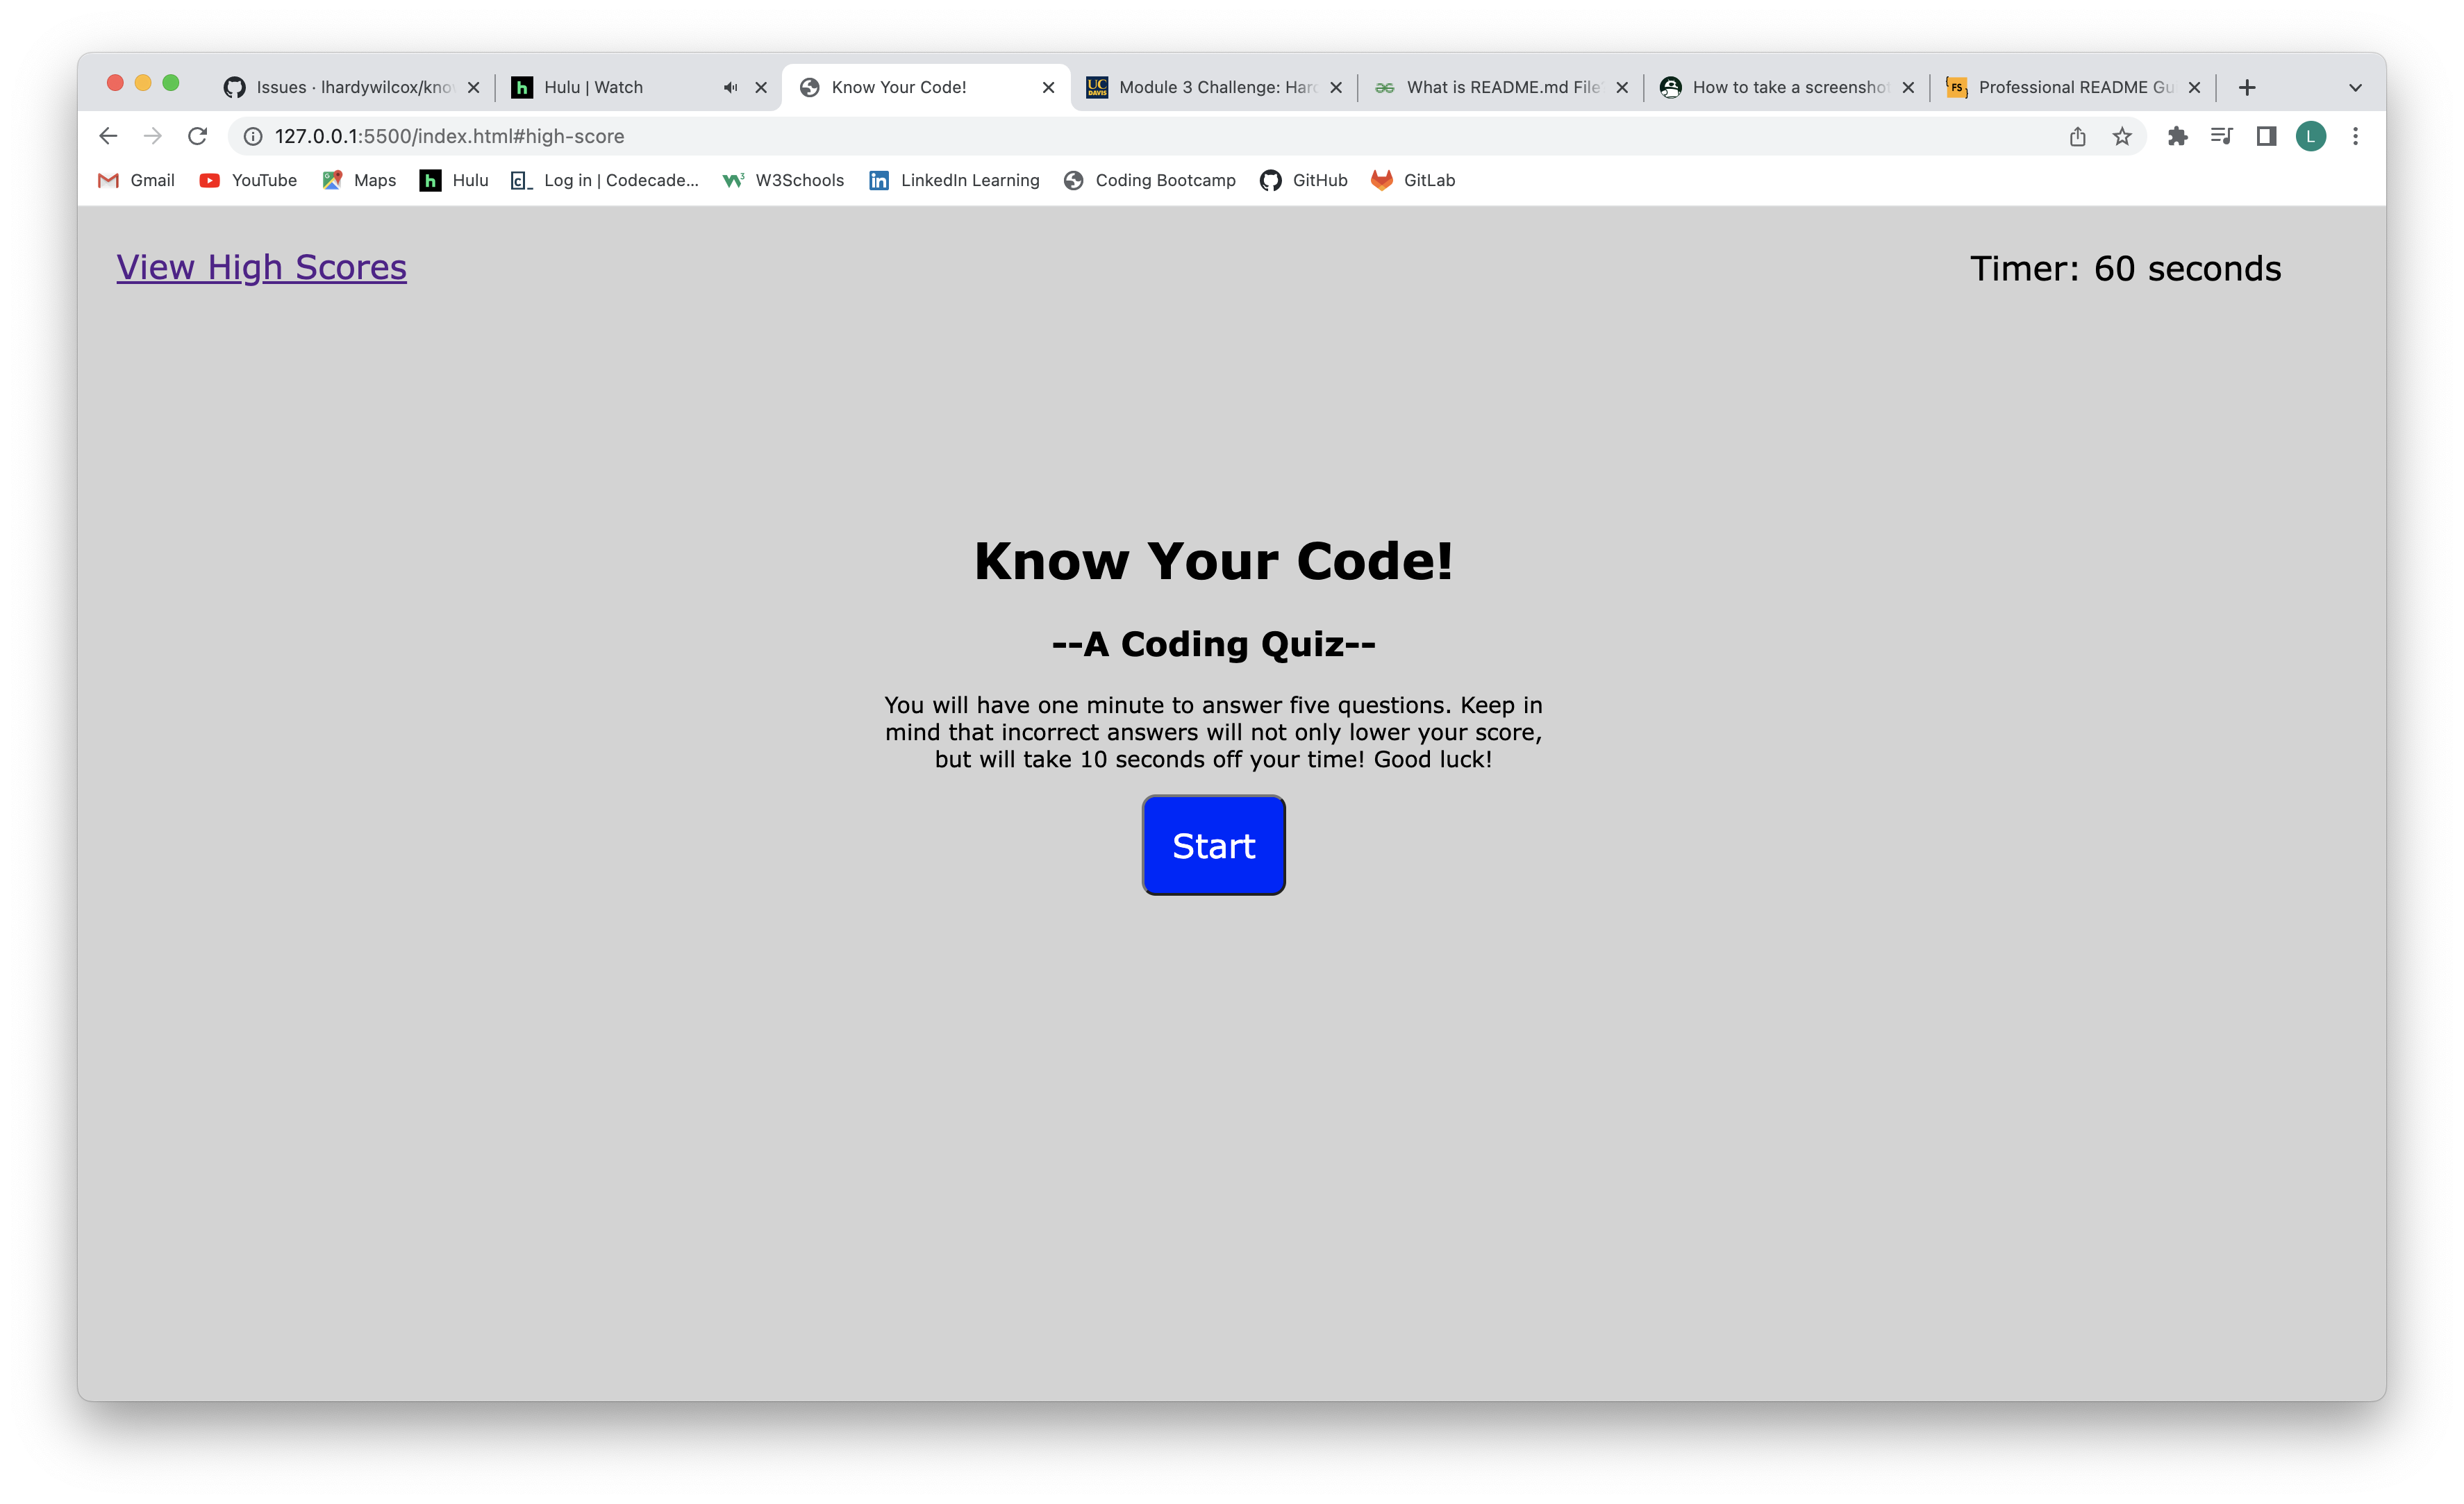 Issues · lhardywilcox/kno
Hulu | Watch
Know Your Code!
Module 3 Challenge: Har
What is README.md File
How to take a screensho
Professional README Gu
127.0.0.1:5500/index.html#high-score
L
Gmail
YouTube
Maps
Hulu
Log in | Codecade...
W3Schools
LinkedIn Learning
Coding Bootcamp
GitHub
GitLab
View High Scores
Timer: 60 seconds
Know Your Code!
--A Coding Quiz--
You will have one minute to answer five questions. Keep in
mind that incorrect answers will not only lower your score,
but will take 10 seconds off your time! Good luck!
Start